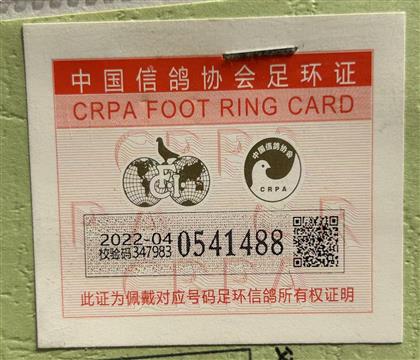 中国信鸽协会足环证
CRPA FOOT RING CARD
中国信鸽协会
CRPA
2022-04 0541488
校验码347983
此证为佩戴对应号码足环信鸽所有权证明